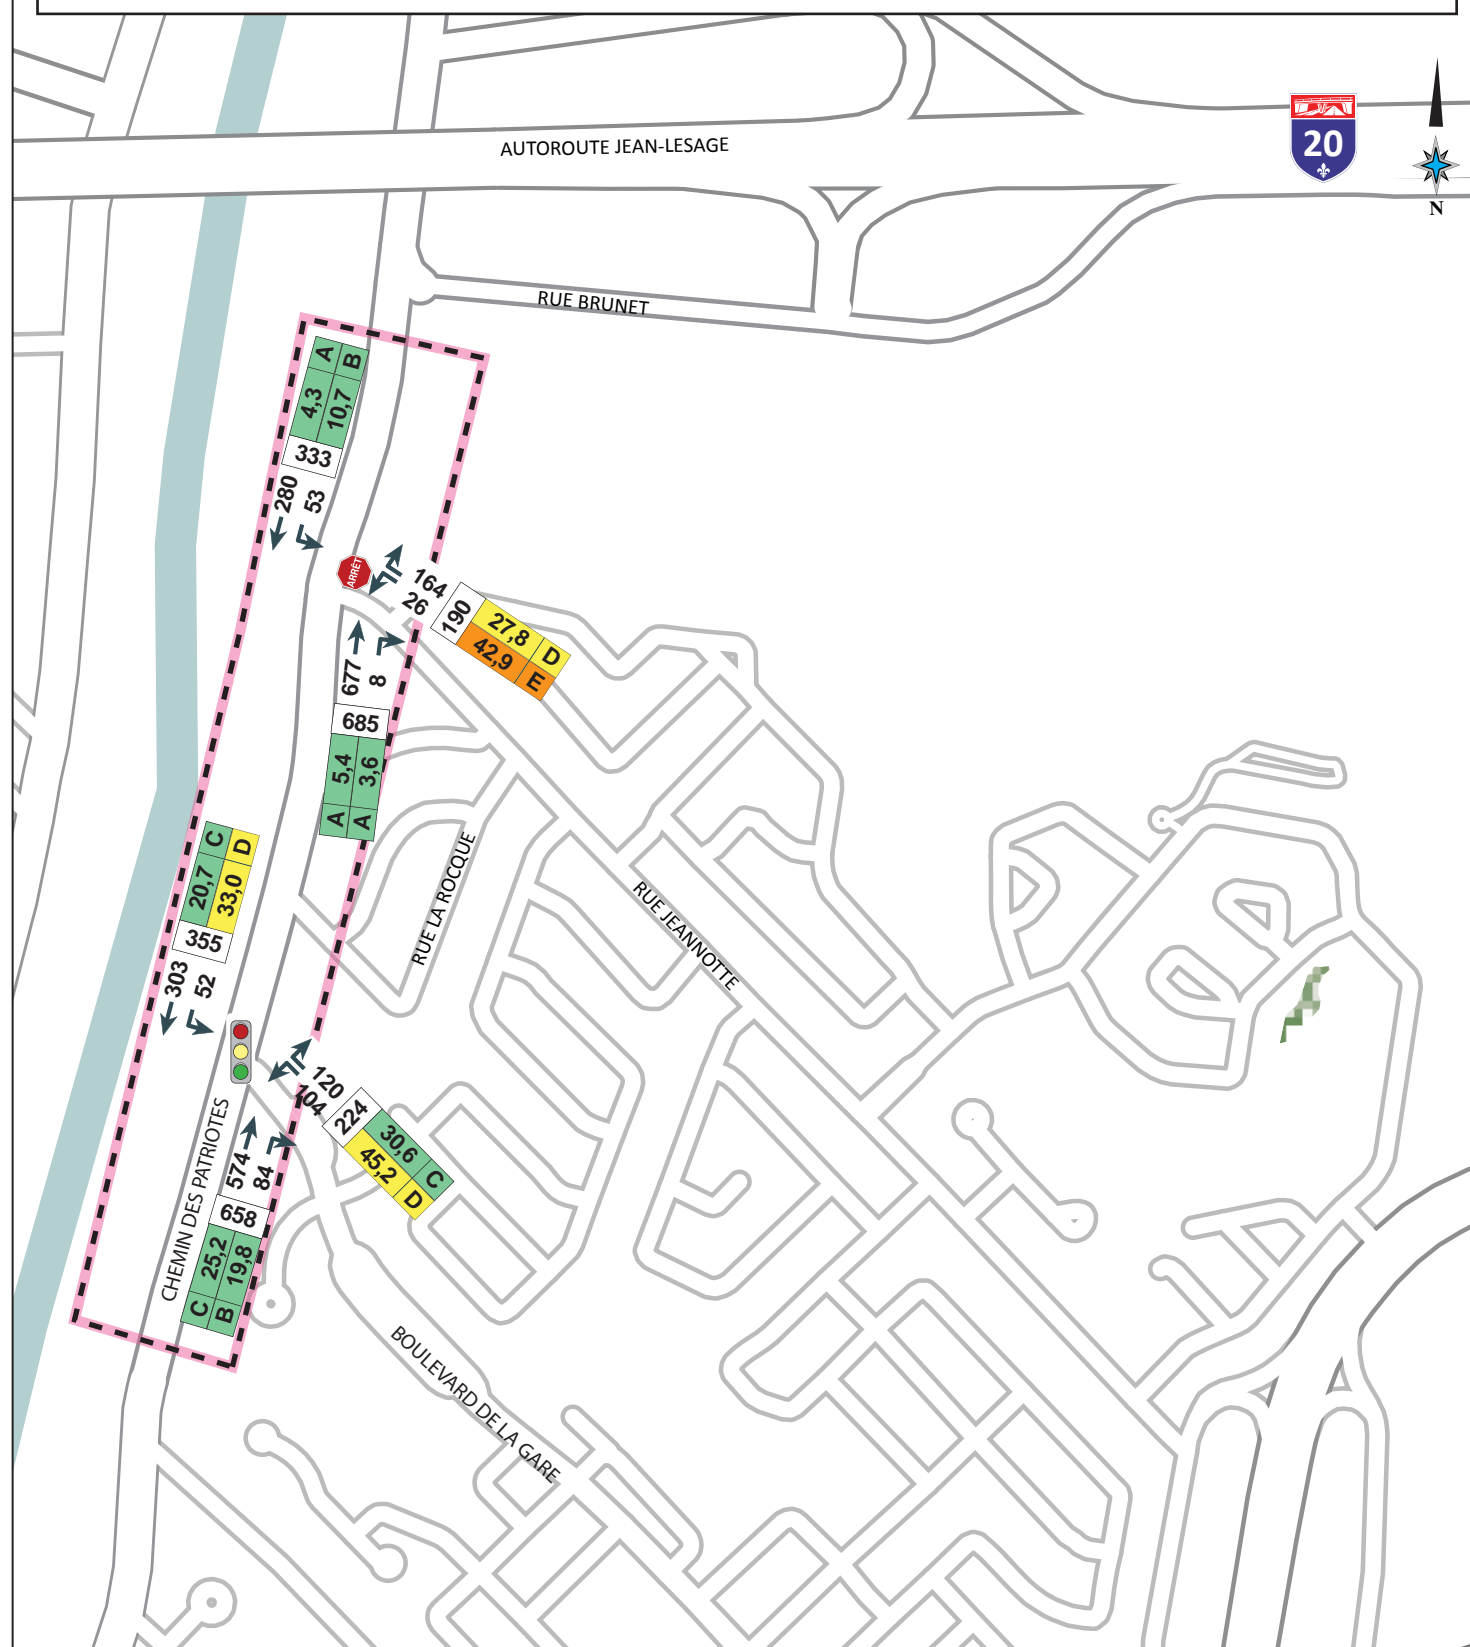 AUTOROUTE JEAN-LESAGE
20
N
RUE BRUNET
A
B
4,3
10,7
333
280
53
ARRÊT
164
26
190
27,8
D
42,9
E
677
8
685
5,4
3,6
A
A
C
D
20,7
33,0
355
303
52
RUE LA ROCQUE
RUE JEANNOTTE
120
104
224
30,6
C
45,2
D
CHEMIN DES PATRIOTES
574
84
658
25,2
19,8
C
B
BOULEVARD DE LA GARE